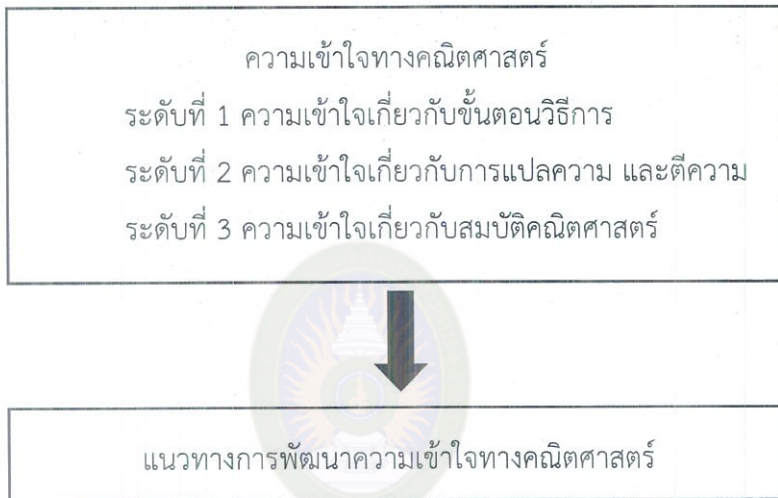 ความเข้าใจทางคณิตศาสตร์
ระดับที่ 1 ความเข้าใจเกี่ยวกับขั้นตอนวิธีการ
ระดับที่ 2 ความเข้าใจเกี่ยวกับการแปลความ และตีความ
ระดับที่ 3 ความเข้าใจเกี่ยวกับสมบัติคณิตศาสตร์
แนวทางการพัฒนาความเข้าใจทางคณิตศาสตร์